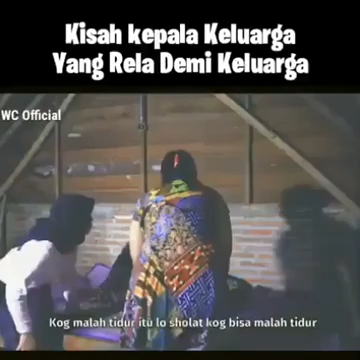 Kisah kepala Keluarga
Yang Rela Demi Keluarga
WC Official
Kog malah tidur itu lo sholat kog bisa malah tidur